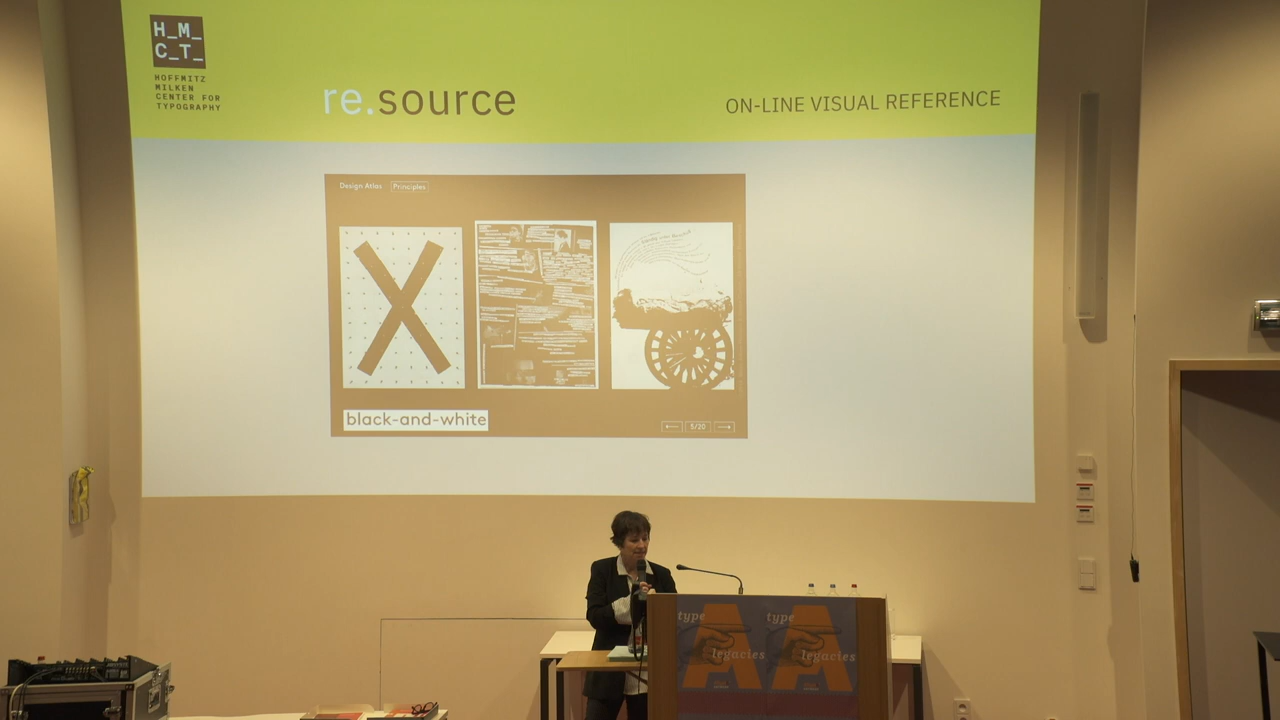 H_M_
C_T_
HOFFMITZ
MILKEN
CENTER FOR
TYPOGRAPHY
re.source
ON-LINE VISUAL REFERENCE
Design Atlas Principles
black-and-white
← 5/20 →
type
legacies
type
legacies